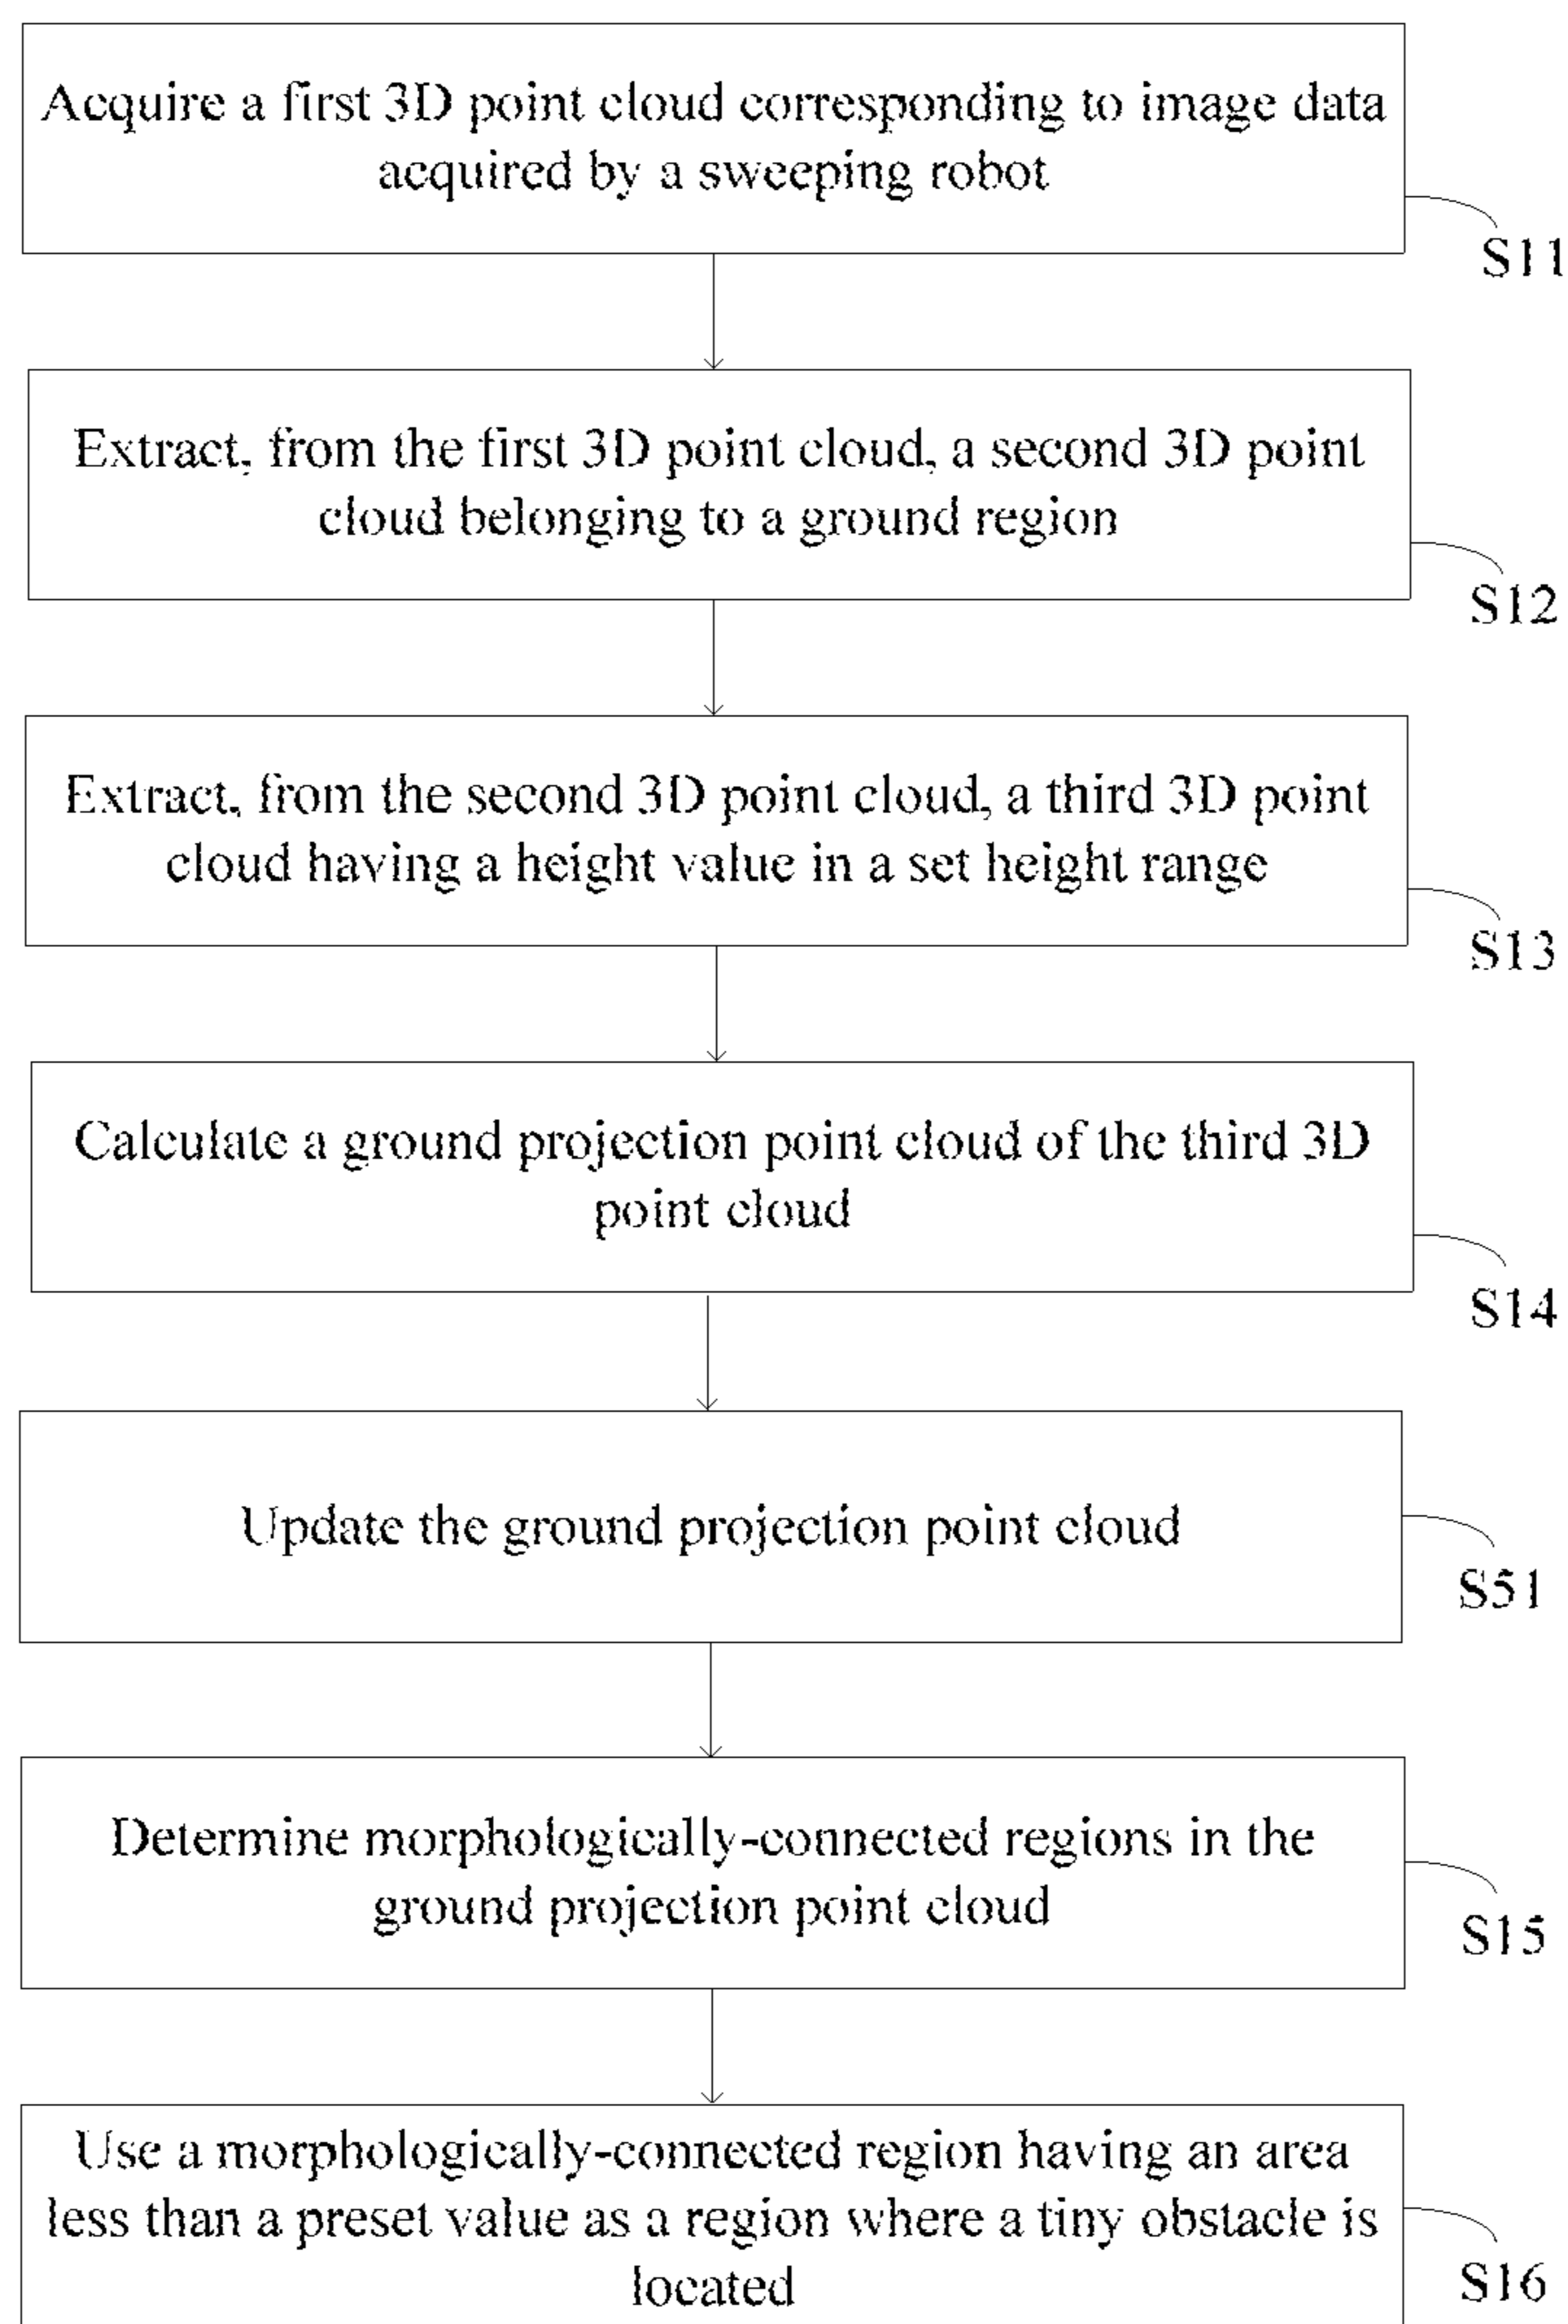 Acquire a first 3D point cloud corresponding to image data
acquired by a sweeping robot
S11
Extract, from the first 3D point cloud, a second 3D point
cloud belonging to a ground region
S12
Extract, from the second 3D point cloud, a third 3D point
cloud having a height value in a set height range
S13
Calculate a ground projection point cloud of the third 3D
point cloud
S14
Update the ground projection point cloud
S51
Determine morphologically-connected regions in the
ground projection point cloud
S15
Use a morphologically-connected region having an area
less than a preset value as a region where a tiny obstacle is
located
S16